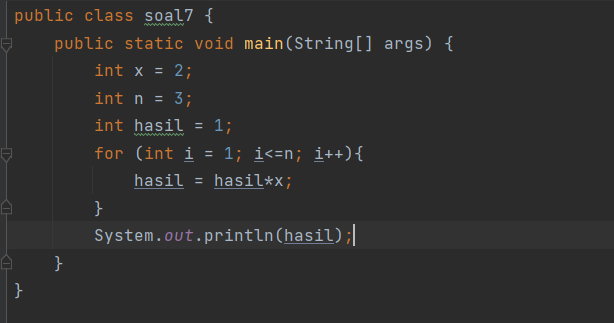 public class soal7 {
    public static void main(String[] args) {
        int x = 2;
        int n = 3;
        int hasil = 1;
        for (int i = 1; i<=n; i++){
            hasil = hasil*x;
        }
        System.out.println(hasil);
    }
}